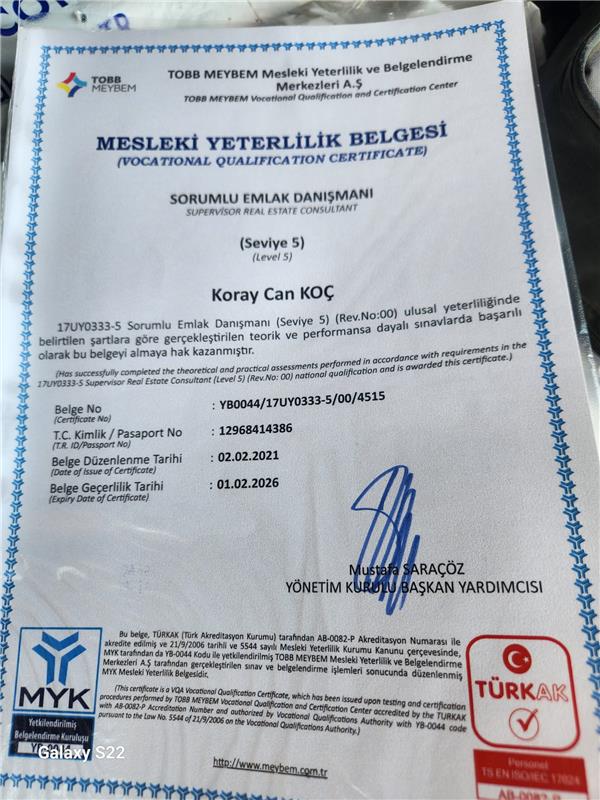 TOBB
MEYBEM
TOBB MEYBEM Mesleki Yeterlilik ve Belgelendirme
Merkezleri A.Ş
TOBB MEYBEM Vocational Qualification and Certification Center
MESLEKİ YETERLİLİK BELGESİ
(VOCATIONAL QUALIFICATION CERTIFICATE)
SORUMLU EMLAK DANIŞMANI
SUPERVISOR REAL ESTATE CONSULTANT
(Seviye 5)
(Level 5)
Koray Can KOÇ
17UY0333-5 Sorumlu Emlak Danışmanı (Seviye 5) (Rev.No:00) ulusal yeterliliğinde
belirtilen şartlara göre gerçekleştirilen teorik ve performansa dayalı sınavlarda başarılı
olarak bu belgeyi almaya hak kazanmıştır.
(Has successfully completed the theoretical and practical assessments performed in accordance with requirements in the
17UY0333-5 Supervisor Real Estate Consultant (Level 5) (Rev.No: 00) national qualification and is awarded this certificate.)
Belge No : YB0044/17UY0333-5/00/4515
(Certificate No)
T.C. Kimlik / Pasaport No : 12968414386
(T.R. ID/Passport No)
Belge Düzenlenme Tarihi : 02.02.2021
(Date of Issue of Certificate)
Belge Geçerlilik Tarihi : 01.02.2026
(Expiry Date of Certificate)
Mustafa SARAÇÖZ
YÖNETİM KURULU BAŞKAN YARDIMCISI
Bu belge, TÜRKAK (Türk Akreditasyon Kurumu) tarafından AB-0082-P Akreditasyon Numarası ile
akredite edilmiş ve 21/9/2006 tarihli ve 5544 sayılı Mesleki Yeterlilik Kurumu Kanunu çerçevesinde,
MYK tarafından da YB-0044 Kodu ile yetkilendirilmiş TOBB MEYBEM Mesleki Yeterlilik ve Belgelendirme
Merkezleri A.Ş tarafından gerçekleştirilen sınav ve belgelendirme işlemleri sonucunda düzenlenmiş
MYK Mesleki Yeterlilik Belgesidir.
(This certificate is a VQA Vocational Qualification Certificate, which has been issued upon testing and certification
procedures performed by TOBB MEYBEM Vocational Qualification and Certification Center accredited by the TURKAK
with AB-0082-P Accreditation Number and authorized by Vocational Qualifications Authority with YB-0044 code
pursuant to the Law No. 5544 of 21/9/2006 on the Vocational Qualifications Authority.)
MYK
Yetkilendirilmiş
Belgelendirme Kuruluşu
TÜRKAK
Personel
TS EN ISO/IEC 17024
AB-0082-P
http://www.meybem.com.tr
Galaxy S22